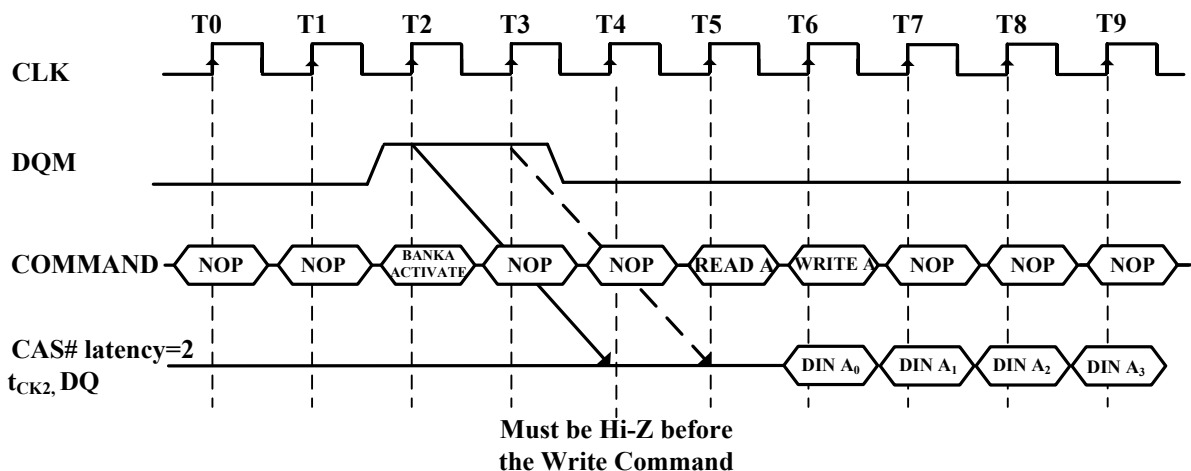 T0 T1 T2 T3 T4 T5 T6 T7 T8 T9
CLK
DQM
COMMAND NOP NOP BANKA ACTIVATE NOP NOP READ A WRITE A NOP NOP NOP
CAS# latency=2
tCK2, DQ DIN A0 DIN A1 DIN A2 DIN A3
Must be Hi-Z before
the Write Command